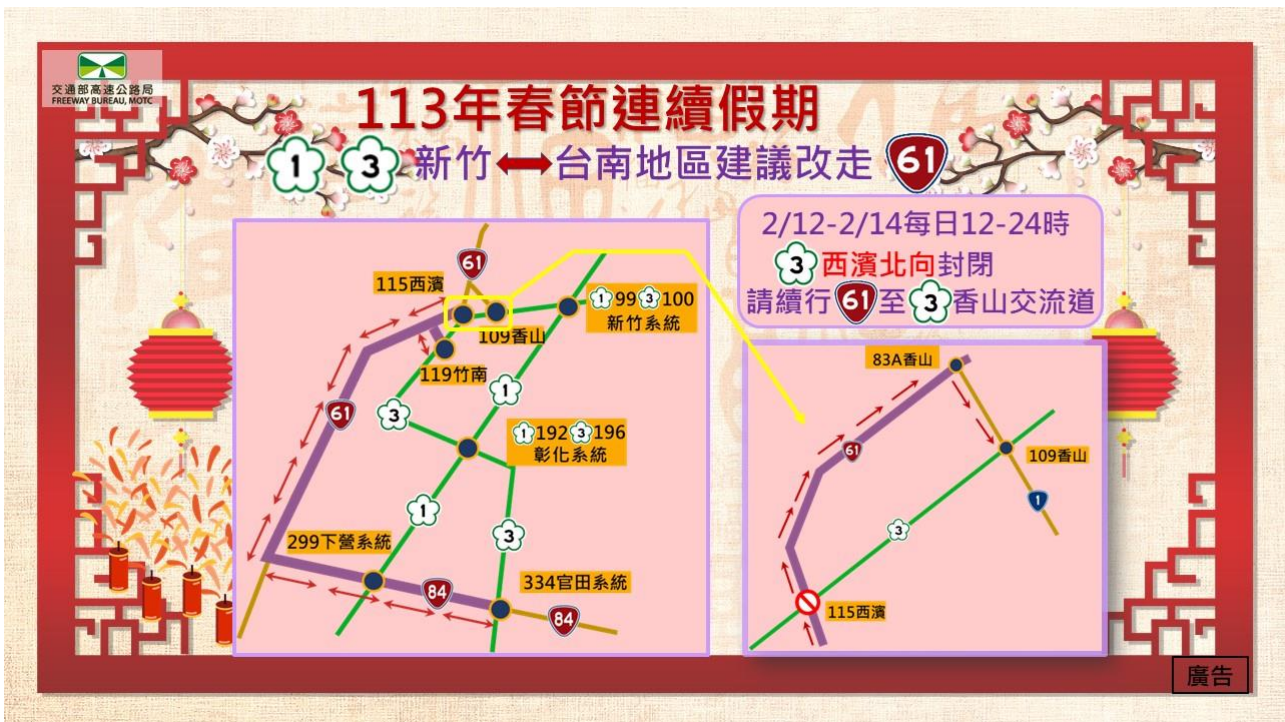 交通部高速公路局
FREEWAY BUREAU, MOTC
113年春節連續假期
1 3 新竹 台南地區建議改走 61
2/12-2/14每日12-24時
3 西濱北向封閉
請續行 61 至 3 香山交流道
61
115西濱
1 99 3 100
新竹系統
109香山
119竹南
1
3
61
1 192 3 196
彰化系統
1
3
299下營系統
84
334官田系統
84
83A香山
61
109香山
1
3
115西濱
廣告